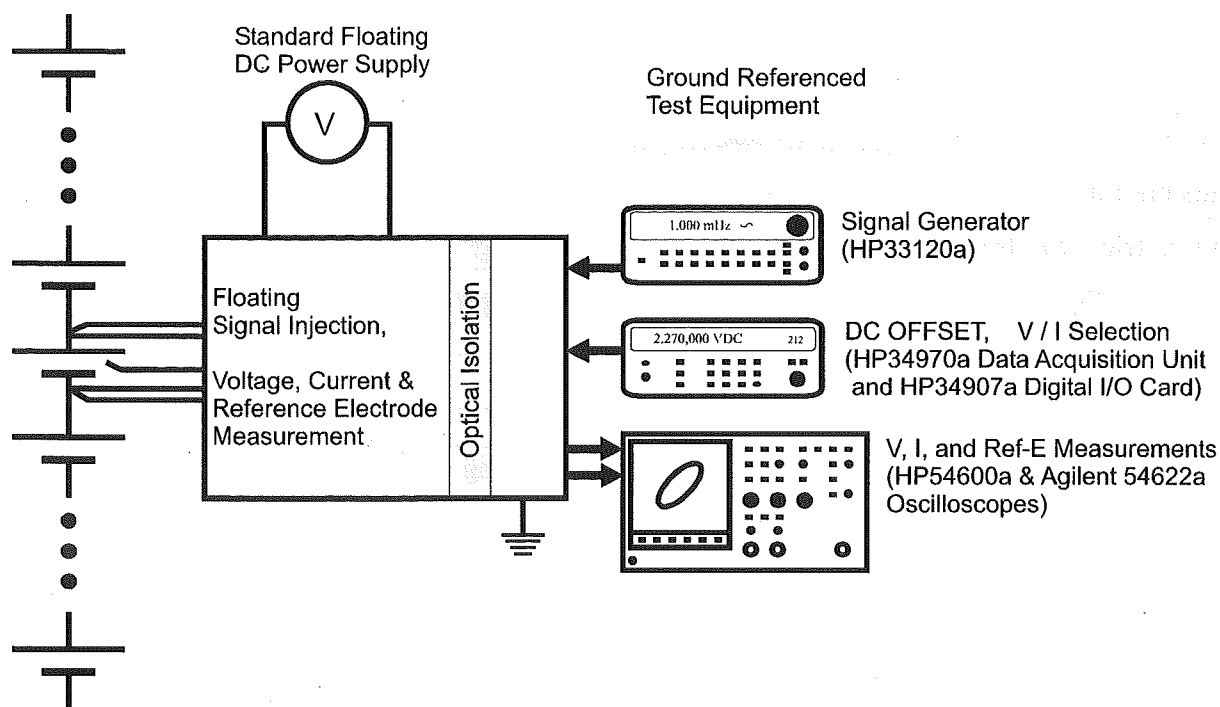 Standard Floating
DC Power Supply
V
Ground Referenced
Test Equipment
1.000 mHz
Signal Generator
(HP33120a)
Floating
Signal Injection,
Voltage, Current &
Reference Electrode
Measurement
Optical Isolation
2.270,000 VDC 212
DC OFFSET, V / I Selection
(HP34970a Data Acquisition Unit
and HP34907a Digital I/O Card)
V, I, and Ref-E Measurements
(HP54600a & Agilent 54622a
Oscilloscopes)